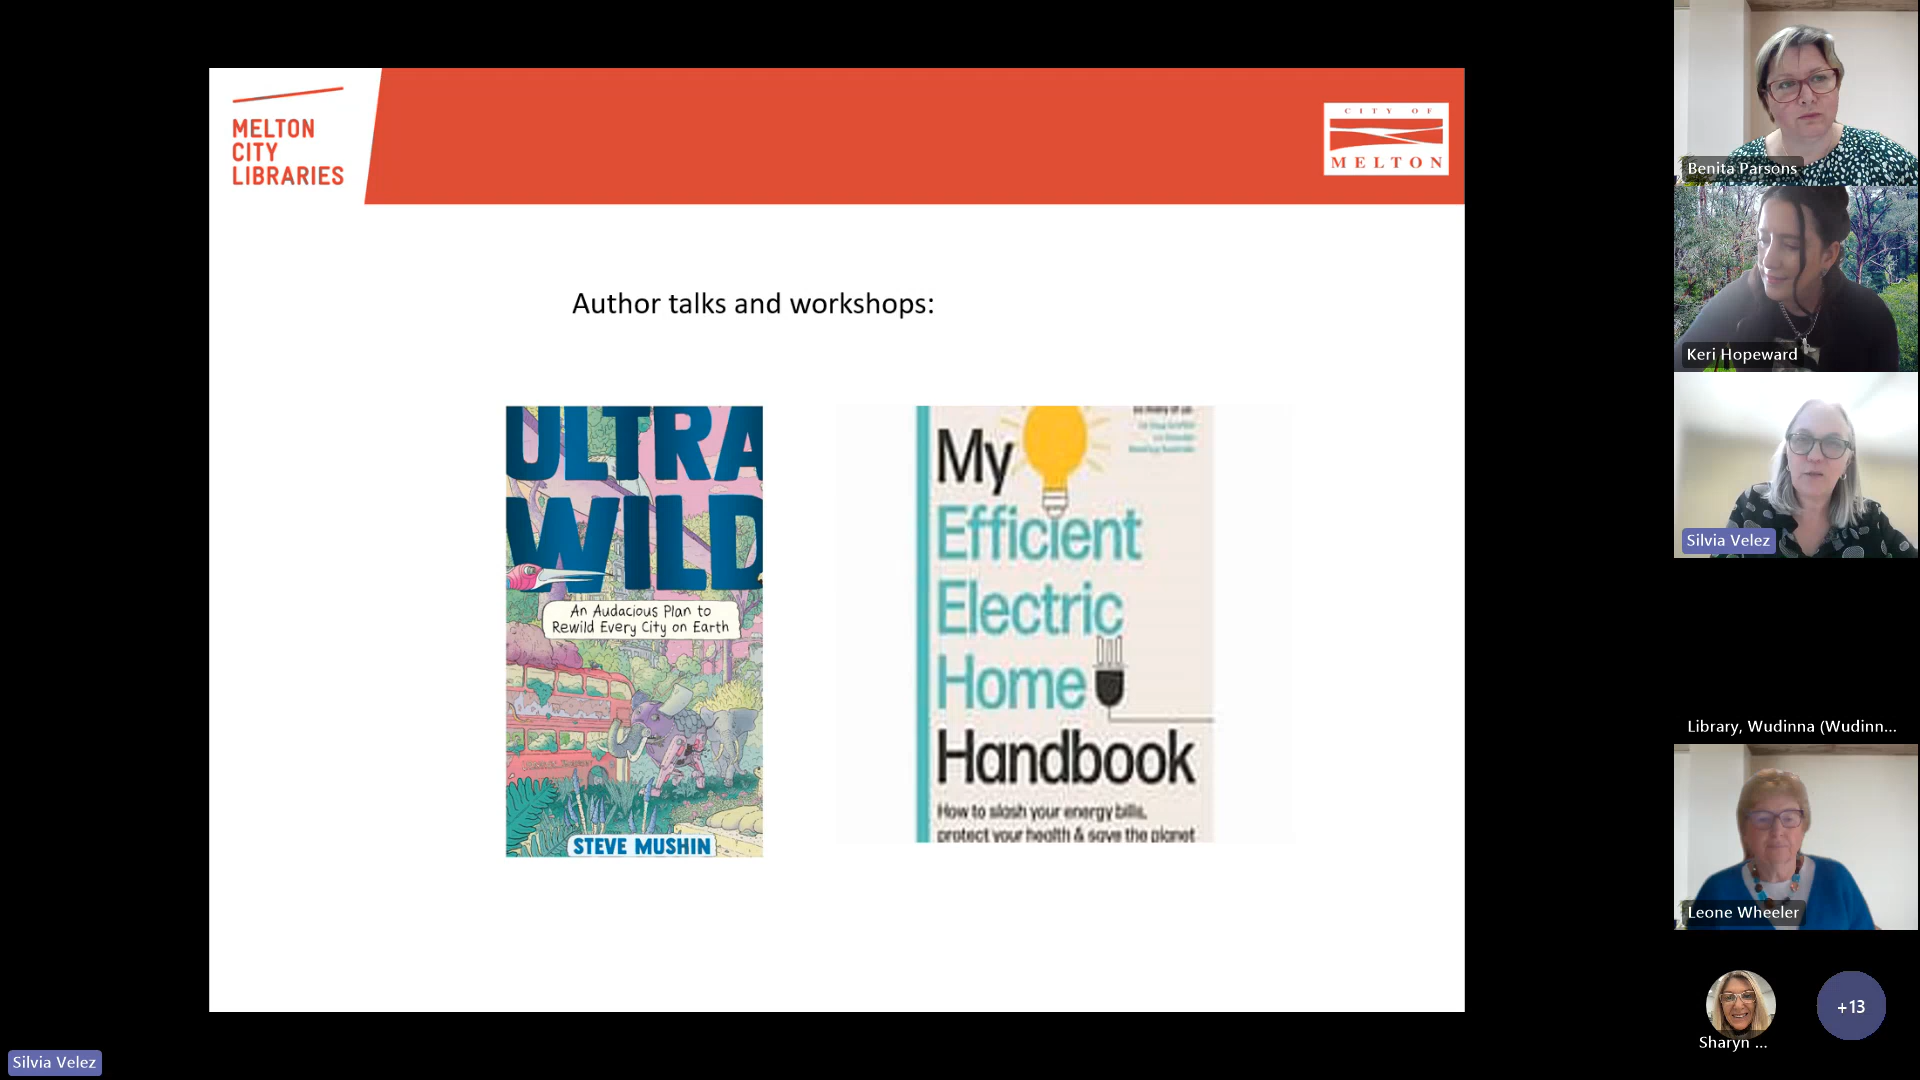 MELTON
CITY
LIBRARIES
CITY OF
MELTON
Author talks and workshops:
ULTRA
WILD
An Audacious Plan to
Rewild Every City on Earth
STEVE MUSHIN
My
Efficient
Electric
Home
Handbook
How to slash your energy bills,
protect your health & save the planet
Benita Parsons
Keri Hopeward
Silvia Velez
Library, Wudinna (Wudinn...
Leone Wheeler
Sharyn ...
+13
Silvia Velez